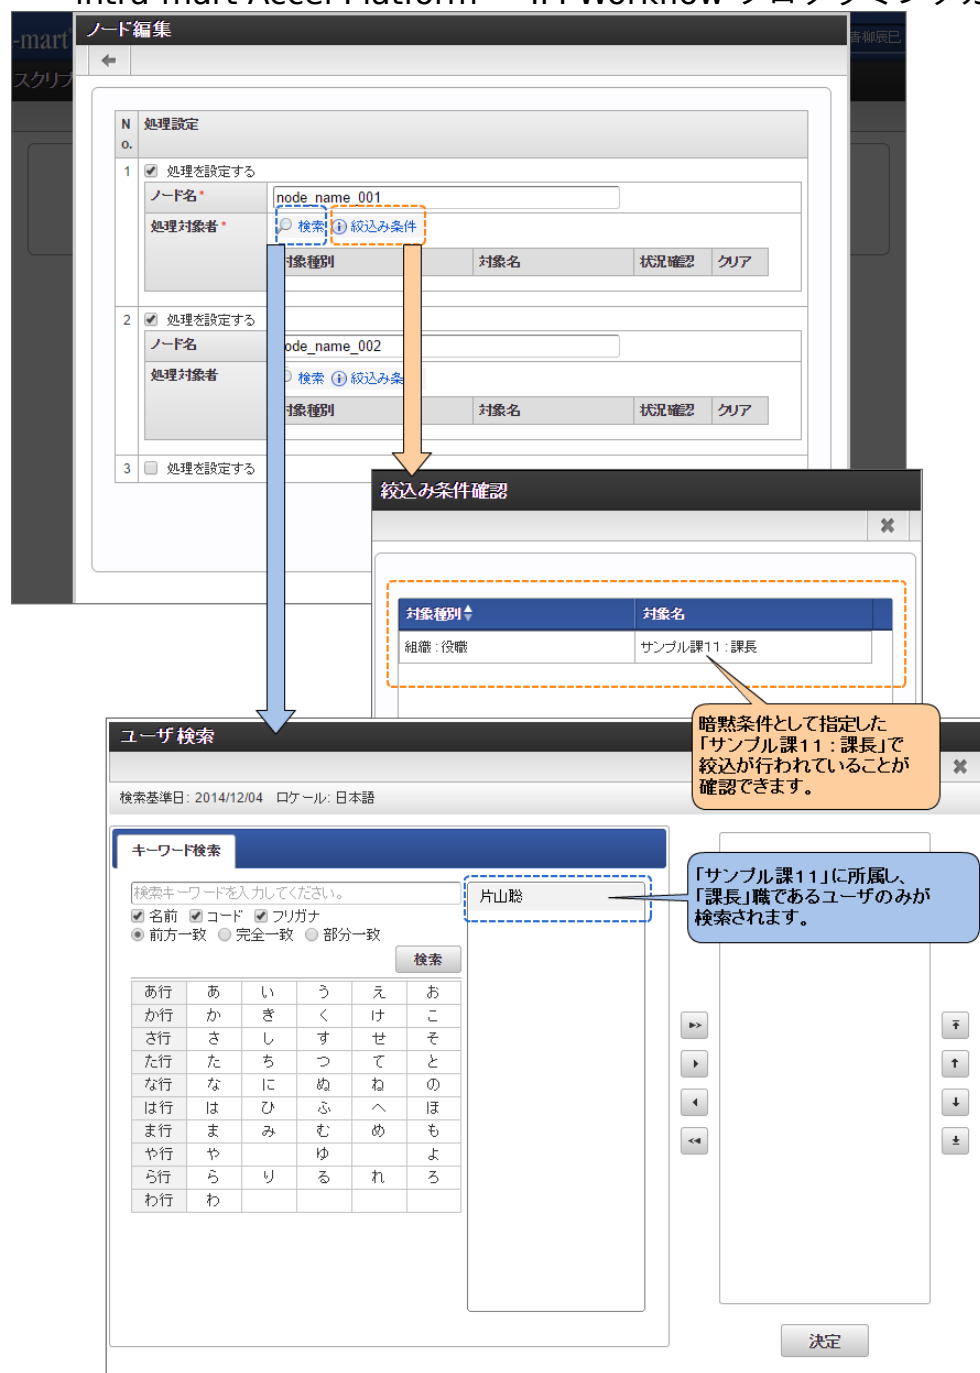 ノード編集
-mart
青柳辰巳
スクリプ
No. 処理設定
1 処理を設定する
ノード名* node_name_001
処理対象者* 検索 絞込み条件
対象種別 対象名 状況確認 クリア
2 処理を設定する
ノード名 ode_name_002
処理対象者 検索 絞込み条
対象種別 対象名 状況確認 クリア
3 処理を設定する
絞込み条件確認
対象種別 対象名
組織 : 役職 サンプル課11 : 課長
暗黙条件として指定した
「サンプル課11：課長」で
絞込が行われていることが
確認できます。
ユーザ検索
検索基準日: 2014/12/04 ロケール: 日本語
キーワード検索
検索キーワードを入力してください。
名前 コード フリガナ
前方一致 完全一致 部分一致
検索
片山聡
「サンプル課11」に所属し、
「課長」職であるユーザのみが
検索されます。
あ行 あ い う え お
か行 か き く け こ
さ行 さ し す せ そ
た行 た ち つ て と
な行 な に ぬ ね の
は行 は ひ ふ へ ほ
ま行 ま み む め も
や行 や ゆ よ
ら行 ら り る れ ろ
わ行 わ
決定